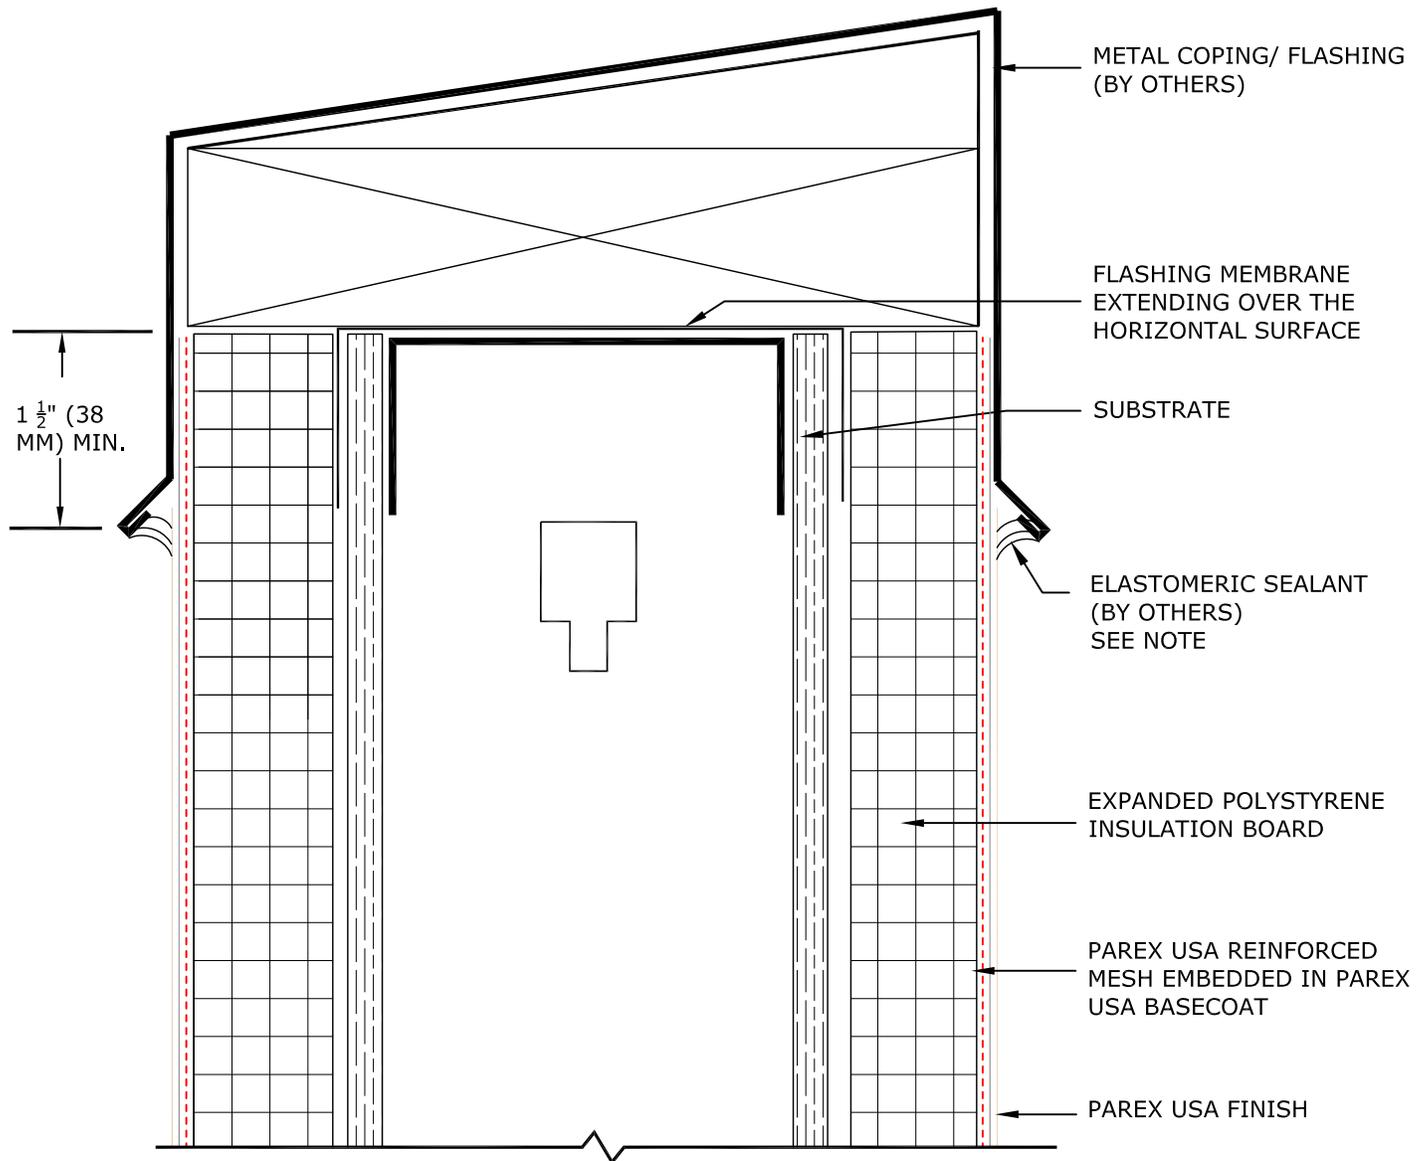 METAL COPING/ FLASHING
(BY OTHERS)
FLASHING MEMBRANE
EXTENDING OVER THE
HORIZONTAL SURFACE
1 1/2" (38
MM) MIN.
SUBSTRATE
ELASTOMERIC SEALANT
(BY OTHERS)
SEE NOTE
EXPANDED POLYSTYRENE
INSULATION BOARD
PAREX USA REINFORCED
MESH EMBEDDED IN PAREX
USA BASECOAT
PAREX USA FINISH